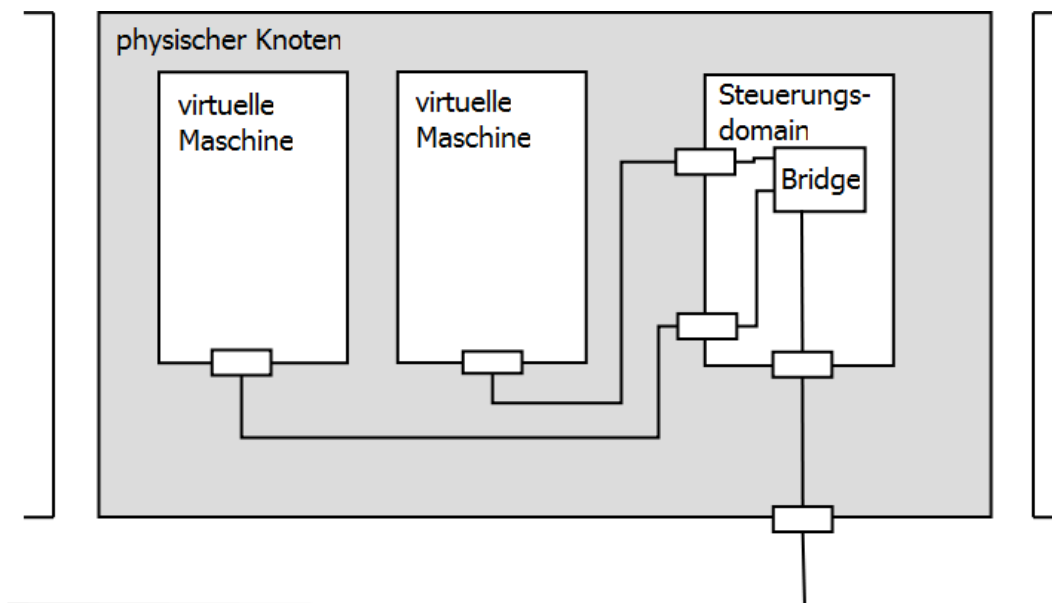 physischer Knoten
virtuelle
Maschine
virtuelle
Maschine
Steuerungs-
domain
Bridge